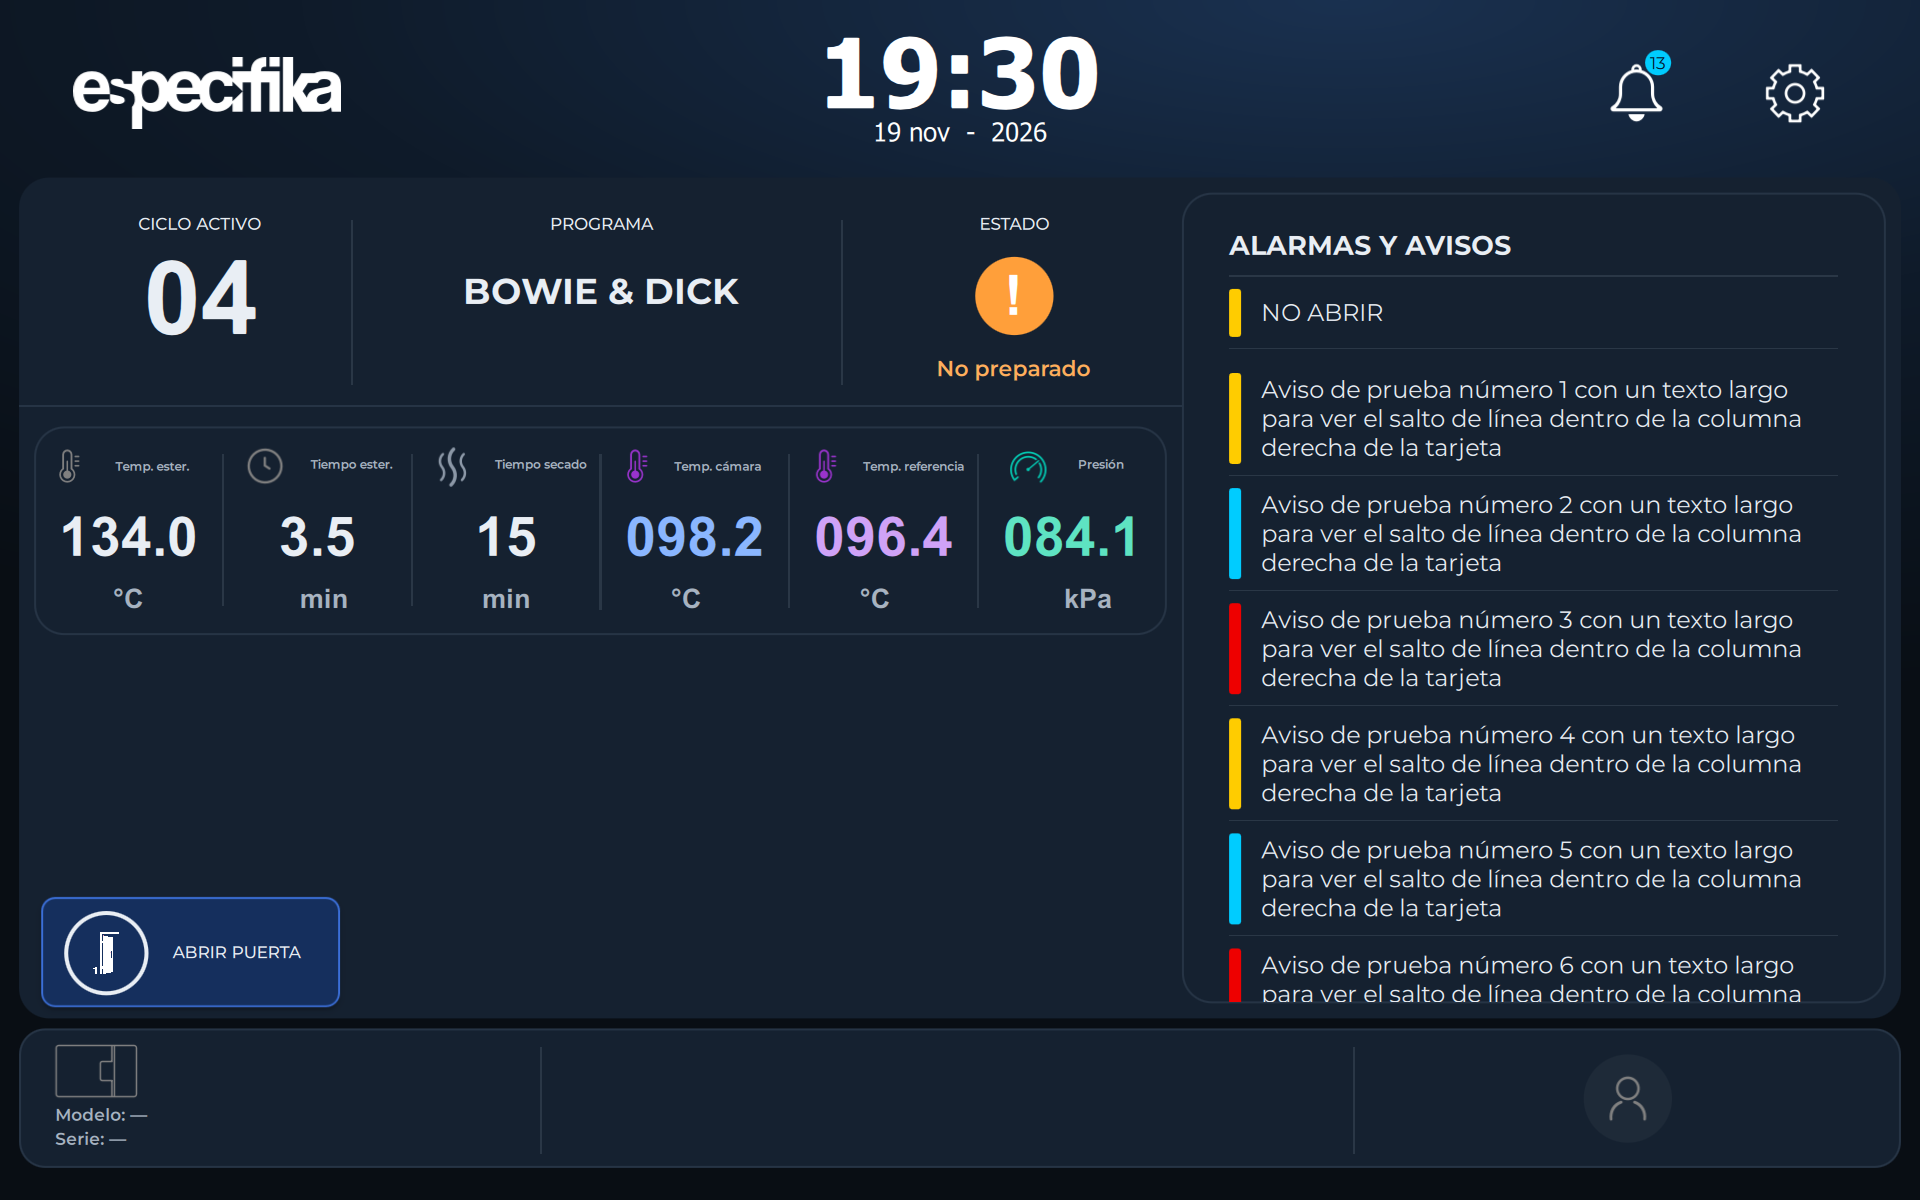 especifika
19:30
19 nov - 2026
13
CICLO ACTIVO
04
PROGRAMA
BOWIE & DICK
ESTADO
!
No preparado
Temp. ester.
134.0
°C
Tiempo ester.
3.5
min
Tiempo secado
15
min
Temp. cámara
098.2
°C
Temp. referencia
096.4
°C
Presión
084.1
kPa
ABRIR PUERTA
ALARMAS Y AVISOS
NO ABRIR
Aviso de prueba número 1 con un texto largo
para ver el salto de línea dentro de la columna
derecha de la tarjeta
Aviso de prueba número 2 con un texto largo
para ver el salto de línea dentro de la columna
derecha de la tarjeta
Aviso de prueba número 3 con un texto largo
para ver el salto de línea dentro de la columna
derecha de la tarjeta
Aviso de prueba número 4 con un texto largo
para ver el salto de línea dentro de la columna
derecha de la tarjeta
Aviso de prueba número 5 con un texto largo
para ver el salto de línea dentro de la columna
derecha de la tarjeta
Aviso de prueba número 6 con un texto largo
para ver el salto de línea dentro de la columna
Modelo: —
Serie: —